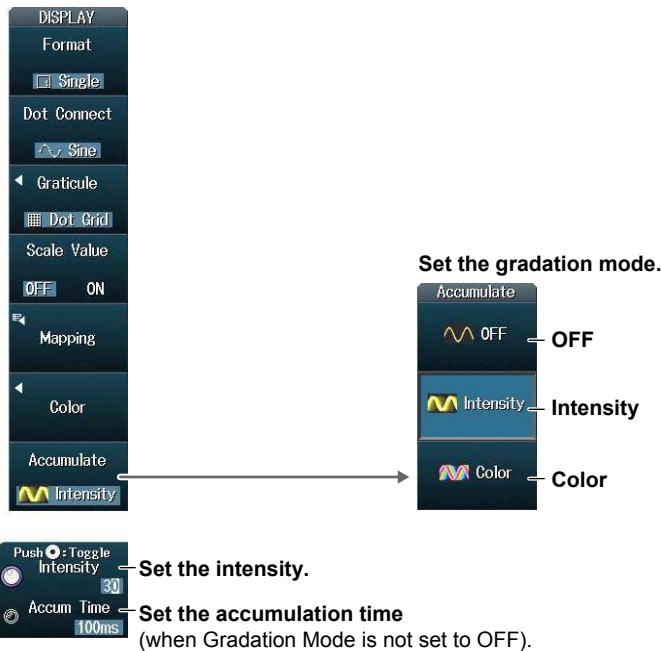 DISPLAY
Format
Single
Dot Connect
Sine
Graticule
Dot Grid
Scale Value
OFF ON
Mapping
Color
Accumulate
Intensity
Set the gradation mode.
Accumulate
OFF
OFF
Intensity
Intensity
Color
Color
Push : Toggle
Intensity
30
Set the intensity.
Accum Time
100ms
Set the accumulation time
(when Gradation Mode is not set to OFF).